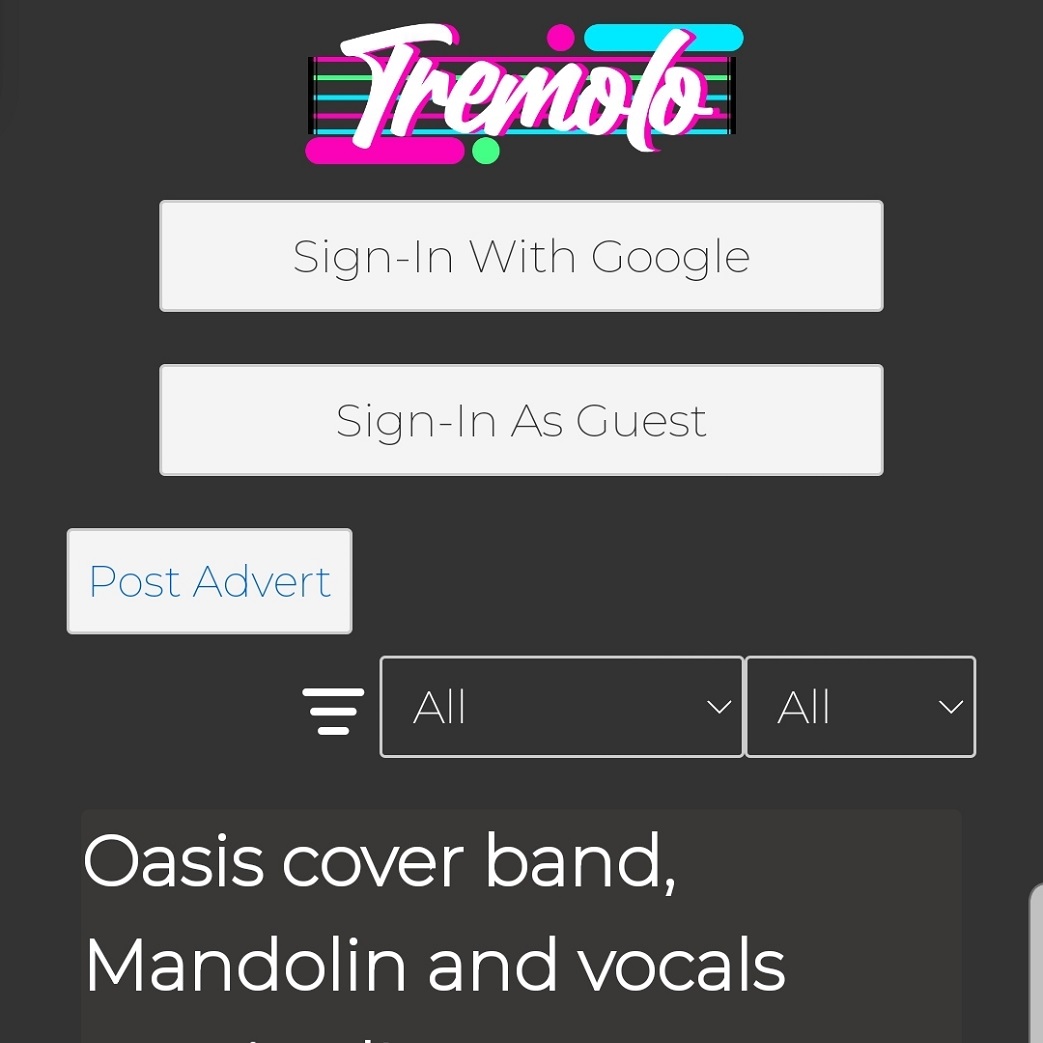 Tremolo
Sign-In With Google
Sign-In As Guest
Post Advert
All
All
Oasis cover band,
Mandolin and vocals